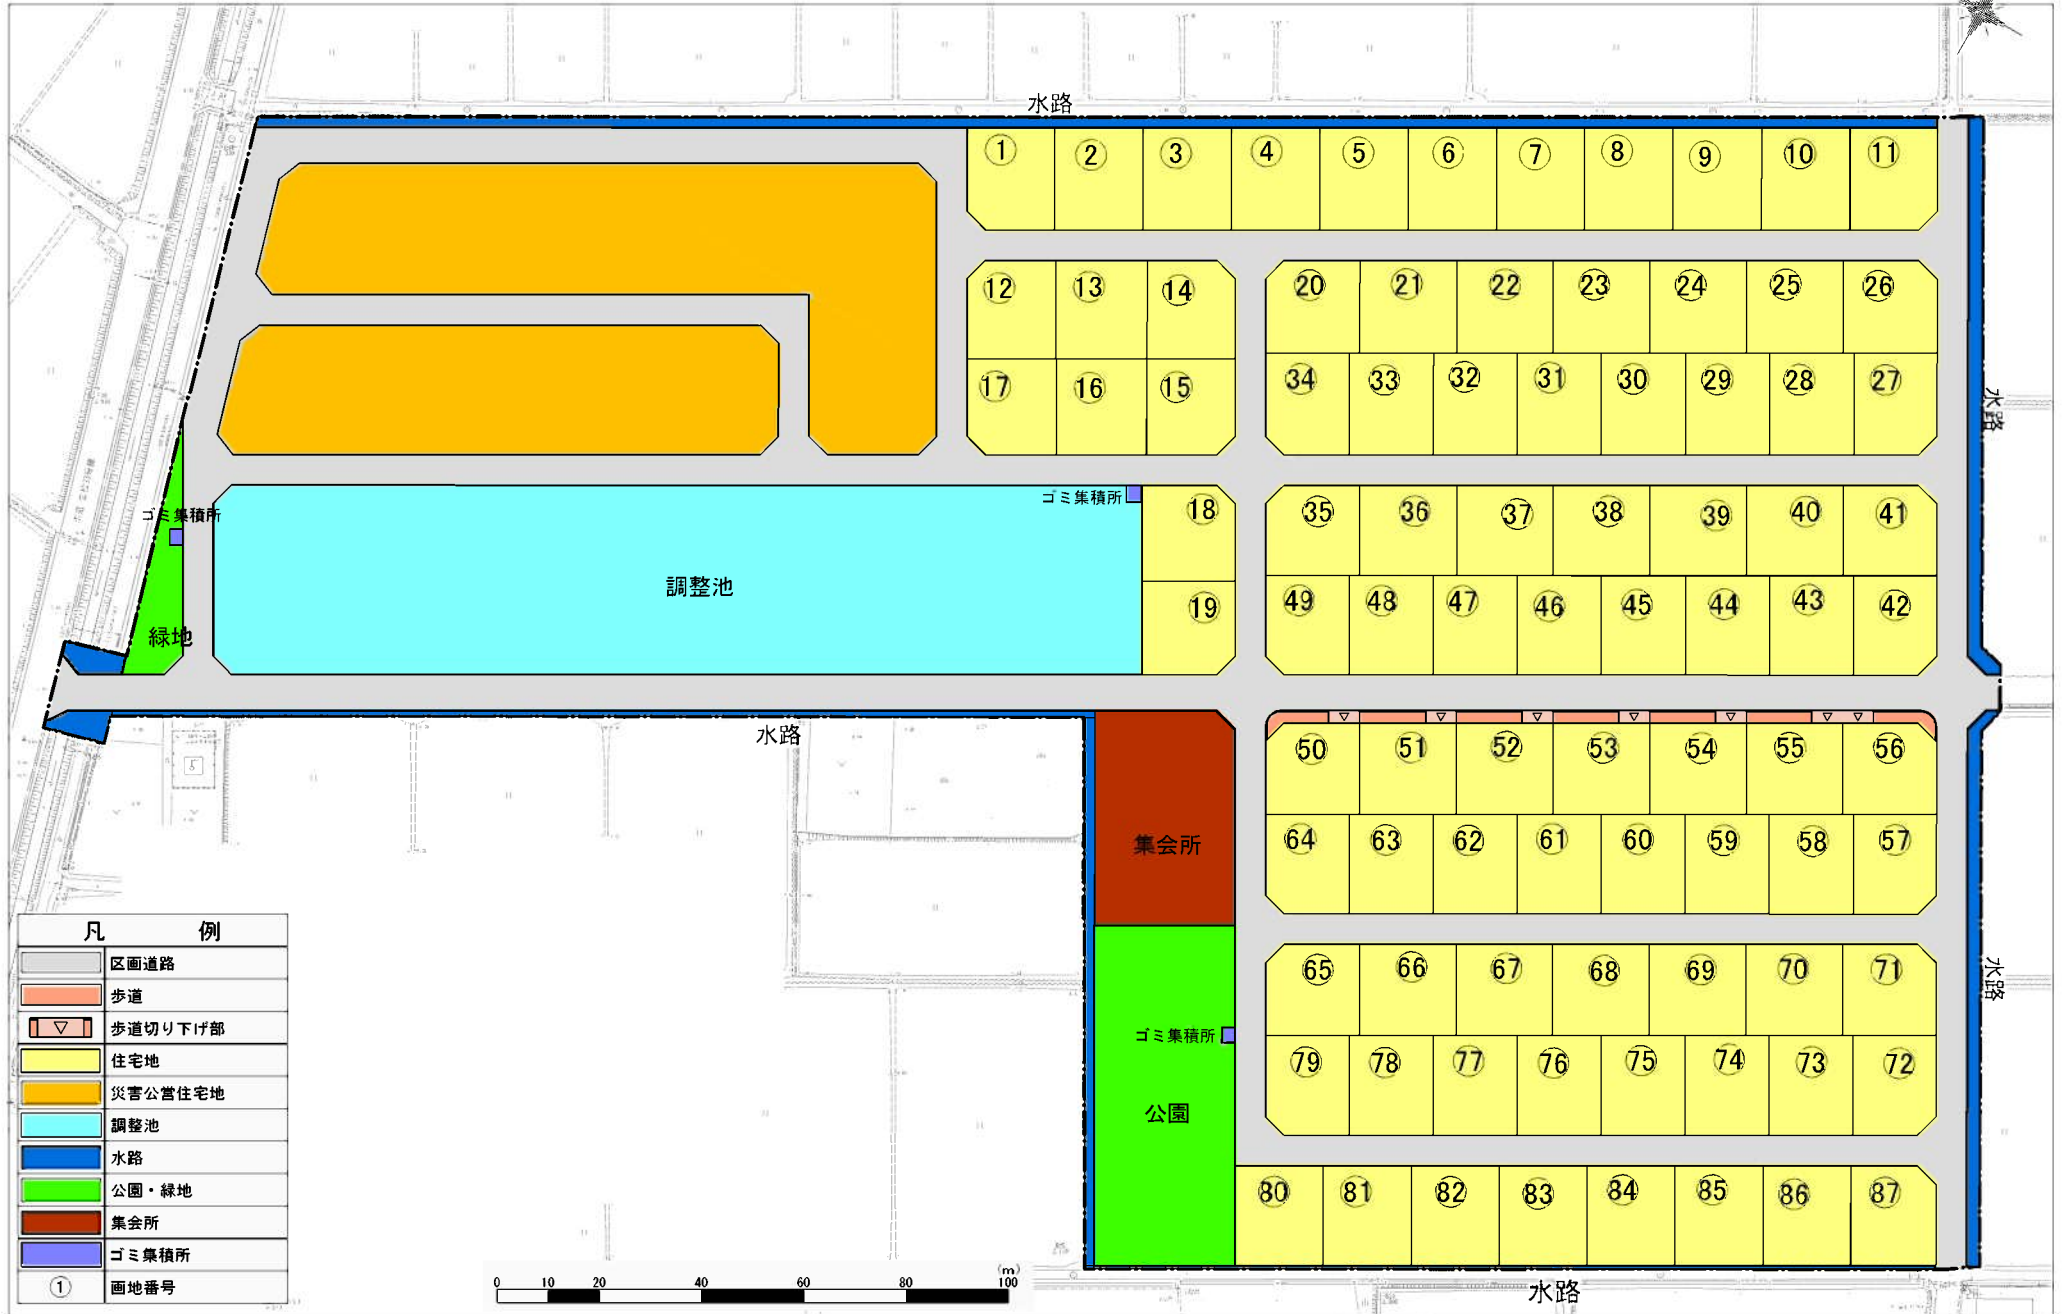 水路
① ② ③ ④ ⑤ ⑥ ⑦ ⑧ ⑨ ⑩ ⑪
⑫ ⑬ ⑭ ⑳ ㉑ ㉒ ㉓ ㉔ ㉕ ㉖
⑰ ⑯ ⑮ ㉞ ㉝ ㉜ ㉛ ㉚ ㉙ ㉘ ㉗
水路
ゴミ集積所
ゴミ集積所
⑱ ㉟ ㊱ ㊲ ㊳ ㊴ ㊵ ㊶
調整池
⑲ ㊾ ㊽ ㊼ ㊻ ㊺ ㊹ ㊸ ㊷
緑地
水路
㊿ 51 52 53 54 55 56
集会所
64 63 62 61 60 59 58 57
65 66 67 68 69 70 71
水路
ゴミ集積所
79 78 77 76 75 74 73 72
公園
80 81 82 83 84 85 86 87
水路
凡 例
区画道路
歩道
歩道切り下げ部
住宅地
災害公営住宅地
調整池
水路
公園・緑地
集会所
ゴミ集積所
① 画地番号
0 10 20 40 60 80 100
(m)